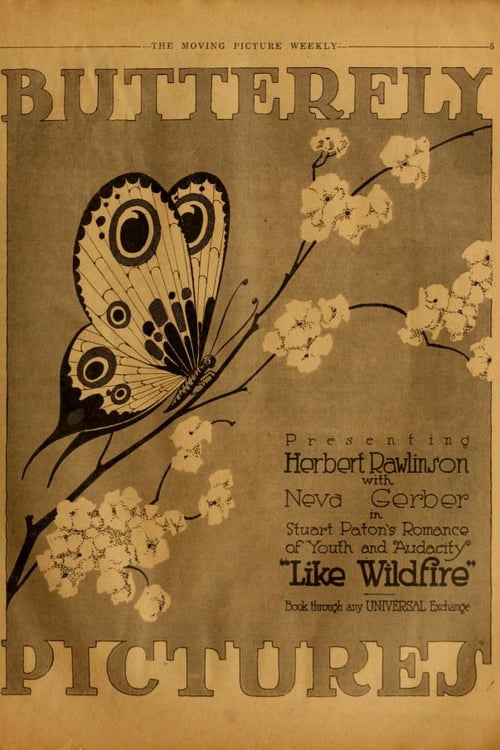 THE MOVING PICTURE WEEKLY
5
BUTTERFLY
Presenting
Herbert Rawlinson
with
Neva Gerber
in
Stuart Paton's Romance
of Youth and Audacity
"Like Wildfire"
Book through any UNIVERSAL Exchange
PICTURES